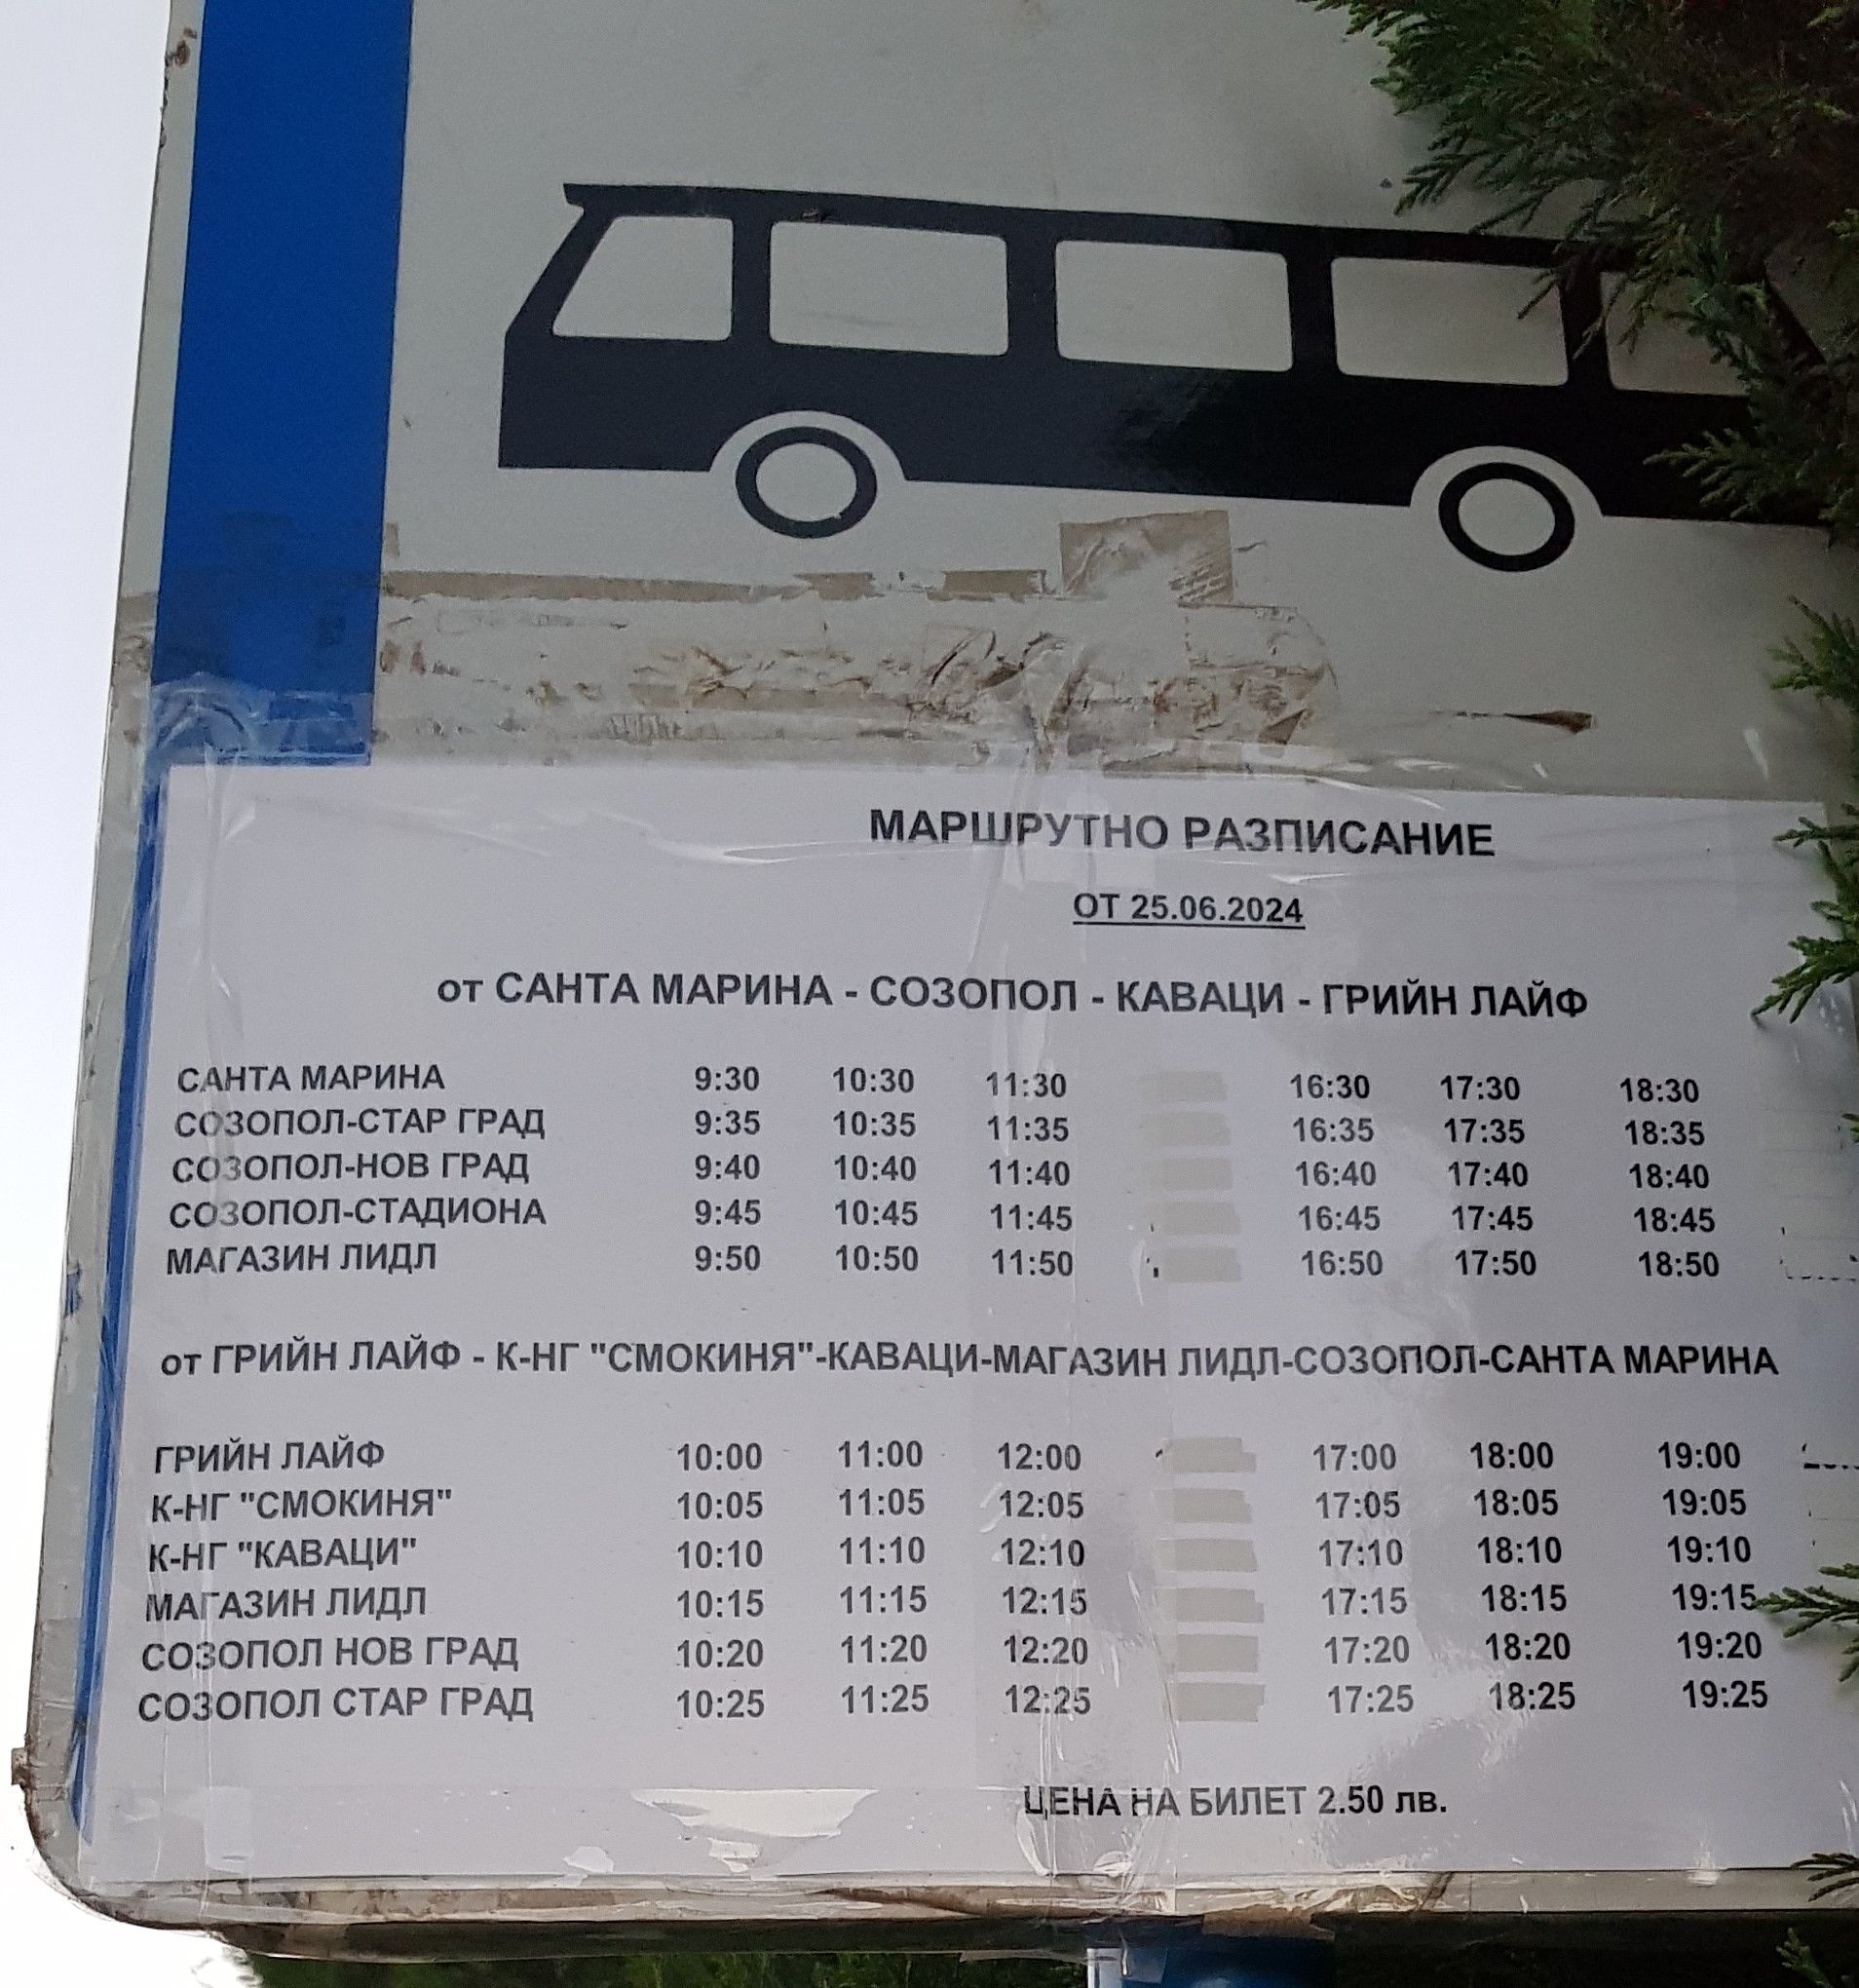 МАРШРУТНО РАЗПИСАНИЕ
ОТ 25.06.2024
от САНТА МАРИНА - СОЗОПОЛ - КАВАЦИ - ГРИЙН ЛАЙФ
САНТА МАРИНА 9:30 10:30 11:30 16:30 17:30 18:30
СОЗОПОЛ-СТАР ГРАД 9:35 10:35 11:35 16:35 17:35 18:35
СОЗОПОЛ-НОВ ГРАД 9:40 10:40 11:40 16:40 17:40 18:40
СОЗОПОЛ-СТАДИОНА 9:45 10:45 11:45 16:45 17:45 18:45
МАГАЗИН ЛИДЛ 9:50 10:50 11:50 16:50 17:50 18:50
от ГРИЙН ЛАЙФ - К-НГ "СМОКИНЯ"-КАВАЦИ-МАГАЗИН ЛИДЛ-СОЗОПОЛ-САНТА МАРИНА
ГРИЙН ЛАЙФ 10:00 11:00 12:00 17:00 18:00 19:00
К-НГ "СМОКИНЯ" 10:05 11:05 12:05 17:05 18:05 19:05
К-НГ "КАВАЦИ" 10:10 11:10 12:10 17:10 18:10 19:10
МАГАЗИН ЛИДЛ 10:15 11:15 12:15 17:15 18:15 19:15
СОЗОПОЛ НОВ ГРАД 10:20 11:20 12:20 17:20 18:20 19:20
СОЗОПОЛ СТАР ГРАД 10:25 11:25 12:25 17:25 18:25 19:25
ЦЕНА НА БИЛЕТ 2.50 лв.